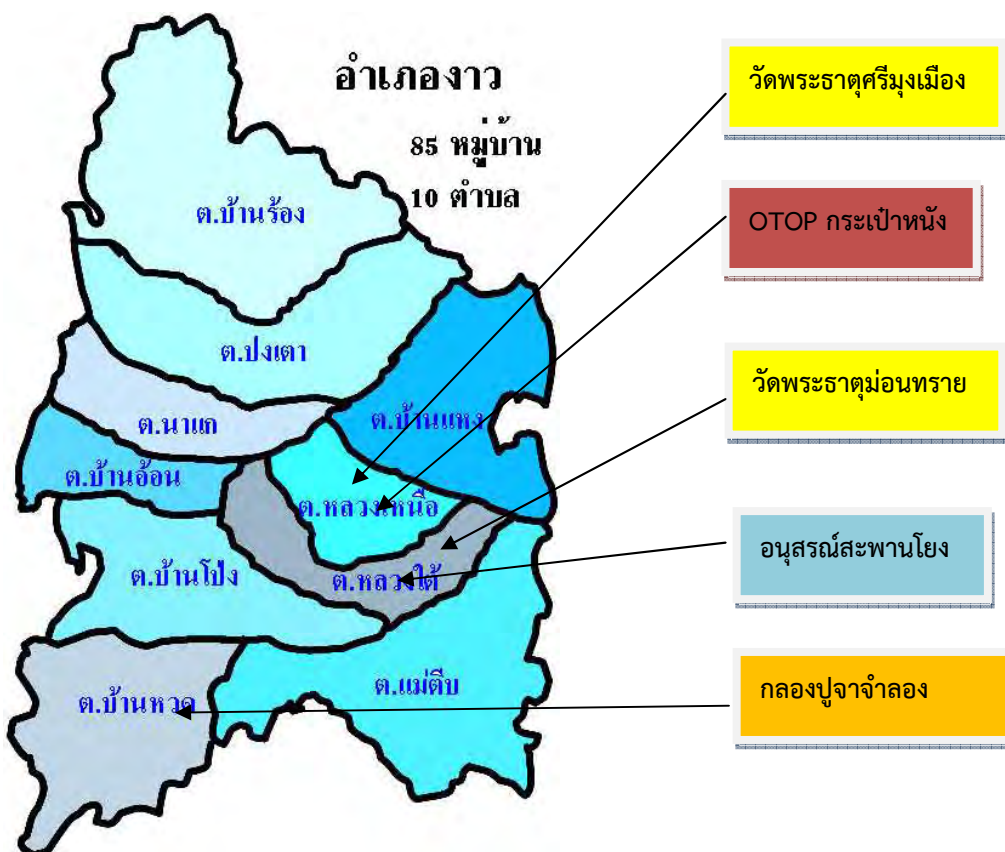 อำเภองาว
85 หมู่บ้าน
10 ตำบล
วัดพระธาตุศรีมุงเมือง
OTOP กระเป๋าหนัง
วัดพระธาตุม่อนทราย
อนุสรณ์สะพานโยง
กลองปูจาจำลอง
ต.บ้านร้อง
ต.ปงเตา
ต.บ้านแหง
ต.นาแก
ต.บ้านอ้อน
ต.หลวงเหนือ
ต.บ้านโป่ง
ต.หลวงใต้
ต.แม่ตีบ
ต.บ้านหวด